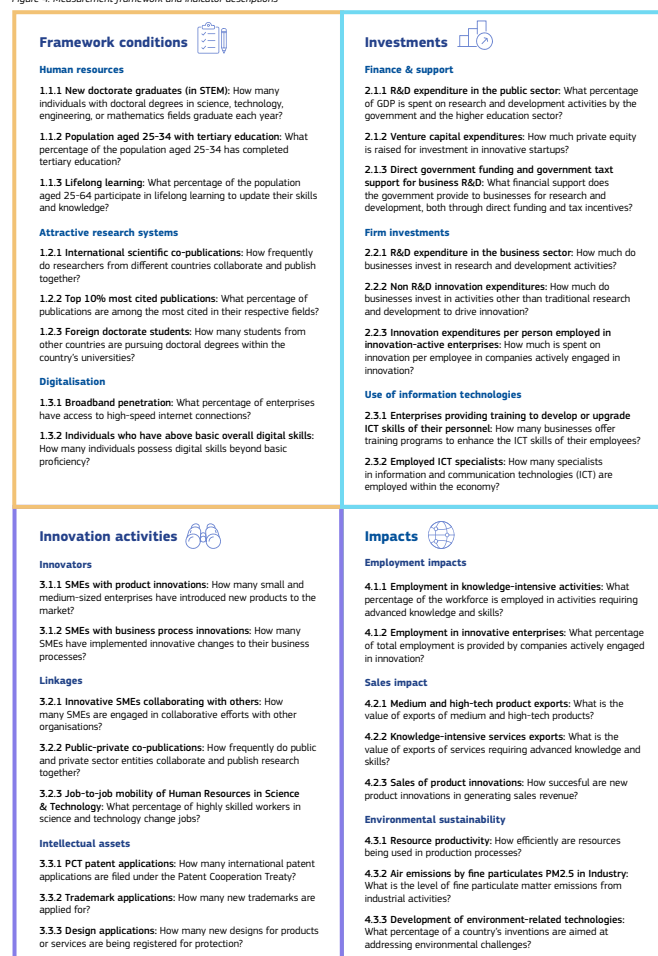 Figure 4. Measurement framework and indicator descriptions
Framework conditions
Human resources
1.1.1 New doctorate graduates (in STEM): How many
individuals with doctoral degrees in science, technology,
engineering, or mathematics fields graduate each year?
1.1.2 Population aged 25-34 with tertiary education: What
percentage of the population aged 25-34 has completed
tertiary education?
1.1.3 Lifelong learning: What percentage of the population
aged 25-64 participate in lifelong learning to update their skills
and knowledge?
Attractive research systems
1.2.1 International scientific co-publications: How frequently
do researchers from different countries collaborate and publish
together?
1.2.2 Top 10% most cited publications: What percentage of
publications are among the most cited in their respective fields?
1.2.3 Foreign doctorate students: How many students from
other countries are pursuing doctoral degrees within the
country's universities?
Digitalisation
1.3.1 Broadband penetration: What percentage of enterprises
have access to high-speed internet connections?
1.3.2 Individuals who have above basic overall digital skills:
How many individuals possess digital skills beyond basic
proficiency?
Investments
Finance & support
2.1.1 R&D expenditure in the public sector: What percentage
of GDP is spent on research and development activities by the
government and the higher education sector?
2.1.2 Venture capital expenditures: How much private equity
is raised for investment in innovative startups?
2.1.3 Direct government funding and government taxt
support for business R&D: What financial support does
the government provide to businesses for research and
development, both through direct funding and tax incentives?
Firm investments
2.2.1 R&D expenditure in the business sector: How much do
businesses invest in research and development activities?
2.2.2 Non R&D innovation expenditures: How much do
businesses invest in activities other than traditional research
and development to drive innovation?
2.2.3 Innovation expenditures per person employed in
innovation-active enterprises: How much is spent on
innovation per employee in companies actively engaged in
innovation?
Use of information technologies
2.3.1 Enterprises providing training to develop or upgrade
ICT skills of their personnel: How many businesses offer
training programs to enhance the ICT skills of their employees?
2.3.2 Employed ICT specialists: How many specialists
in information and communication technologies (ICT) are
employed within the economy?
Innovation activities
Innovators
3.1.1 SMEs with product innovations: How many small and
medium-sized enterprises have introduced new products to the
market?
3.1.2 SMEs with business process innovations: How many
SMEs have implemented innovative changes to their business
processes?
Linkages
3.2.1 Innovative SMEs collaborating with others: How
many SMEs are engaged in collaborative efforts with other
organisations?
3.2.2 Public-private co-publications: How frequently do public
and private sector entities collaborate and publish research
together?
3.2.3 Job-to-job mobility of Human Resources in Science
& Technology: What percentage of highly skilled workers in
science and technology change jobs?
Intellectual assets
3.3.1 PCT patent applications: How many international patent
applications are filed under the Patent Cooperation Treaty?
3.3.2 Trademark applications: How many new trademarks are
applied for?
3.3.3 Design applications: How many new designs for products
or services are being registered for protection?
Impacts
Employment impacts
4.1.1 Employment in knowledge-intensive activities: What
percentage of the workforce is employed in activities requiring
advanced knowledge and skills?
4.1.2 Employment in innovative enterprises: What percentage
of total employment is provided by companies actively engaged
in innovation?
Sales impact
4.2.1 Medium and high-tech product exports: What is the
value of exports of medium and high-tech products?
4.2.2 Knowledge-intensive services exports: What is the
value of exports of services requiring advanced knowledge and
skills?
4.2.3 Sales of product innovations: How succesful are new
product innovations in generating sales revenue?
Environmental sustainability
4.3.1 Resource productivity: How efficiently are resources
being used in production processes?
4.3.2 Air emissions by fine particulates PM2.5 in Industry:
What is the level of fine particulate matter emissions from
industrial activities?
4.3.3 Development of environment-related technologies:
What percentage of a country's inventions are aimed at
addressing environmental challenges?